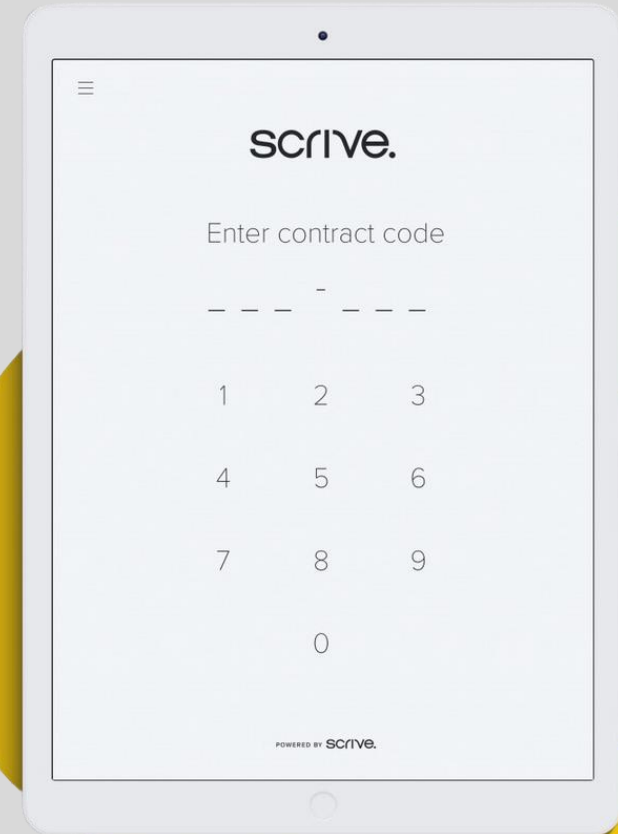 scrive.
Enter contract code
_ _ _ - _ _ _
1 2 3
4 5 6
7 8 9
0
POWERED BY scrive.